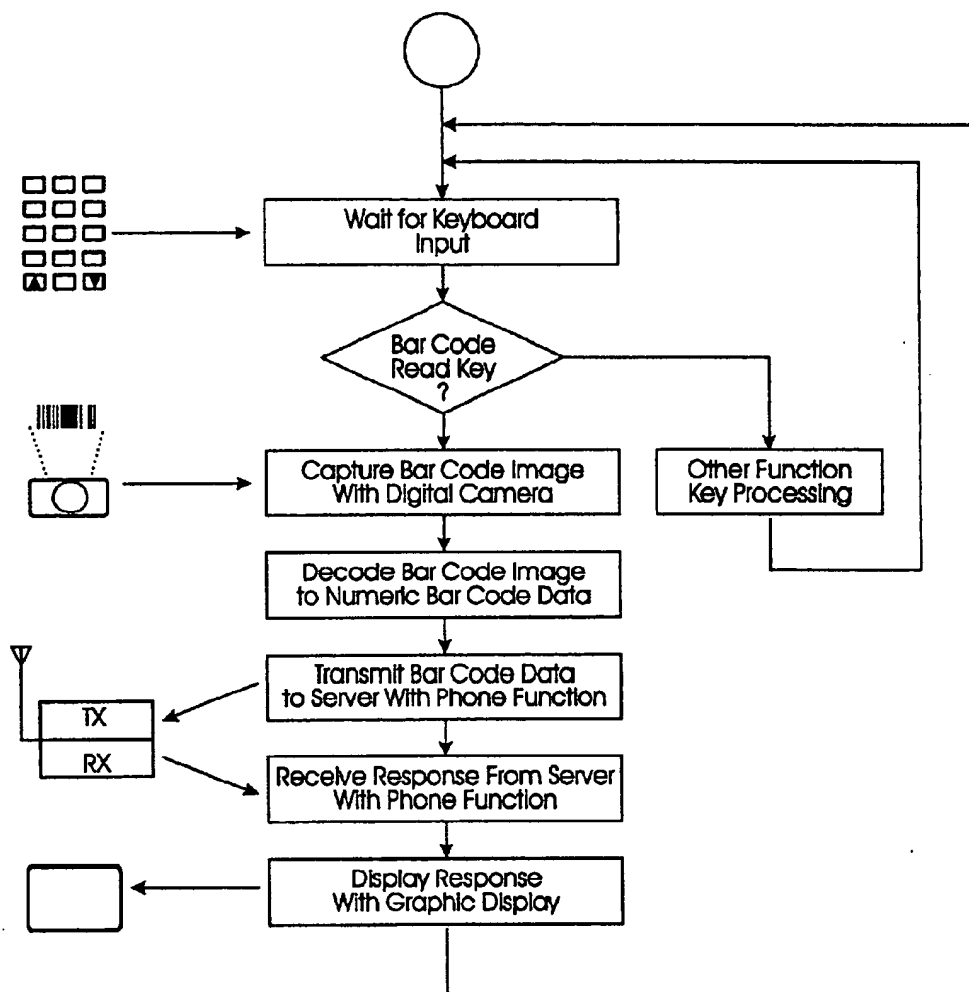 Wait for Keyboard
Input
Bar Code
Read Key
?
Capture Bar Code Image
With Digital Camera
Other Function
Key Processing
Decode Bar Code Image
to Numeric Bar Code Data
Transmit Bar Code Data
to Server With Phone Function
TX
RX
Receive Response From Server
With Phone Function
Display Response
With Graphic Display